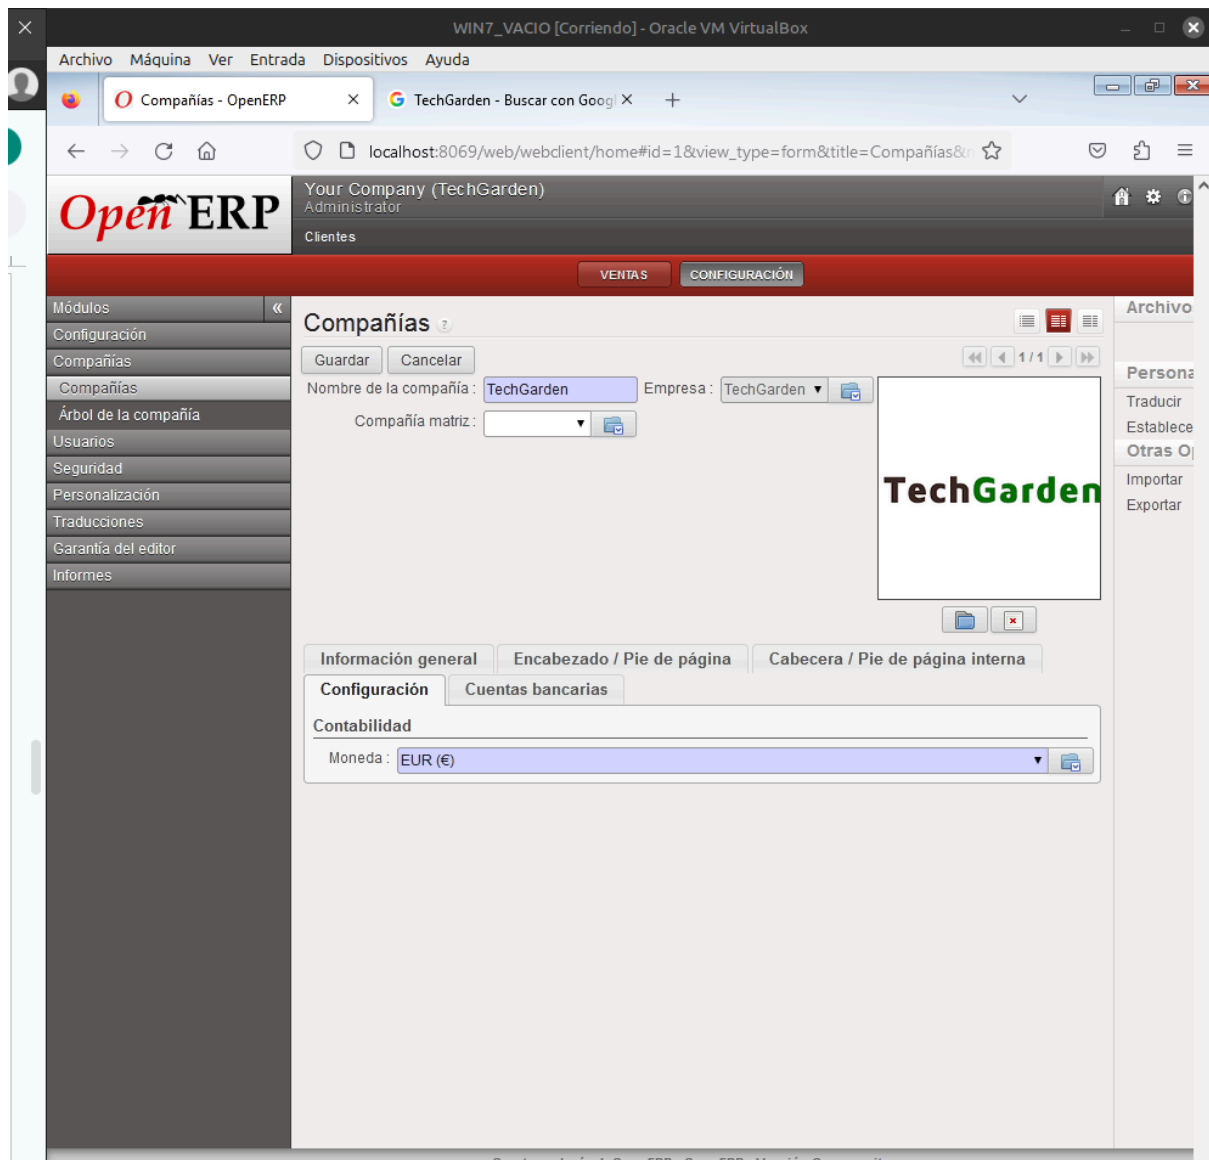 WIN7_VACIO [Corriendo] - Oracle VM VirtualBox
Archivo Máquina Ver Entrada Dispositivos Ayuda
Compañías - OpenERP
TechGarden - Buscar con Googl
localhost:8069/web/webclient/home#id=1&view_type=form&title=Compañías&
Open ERP
Your Company (TechGarden)
Administrator
Clientes
VENTAS CONFIGURACIÓN
Módulos
Configuración
Compañías
Compañías
Árbol de la compañía
Usuarios
Seguridad
Personalización
Traducciones
Garantía del editor
Informes
Compañías ?
Guardar Cancelar
1 / 1
Nombre de la compañía : TechGarden Empresa : TechGarden
Compañía matriz :
TechGarden
Información general Encabezado / Pie de página Cabecera / Pie de página interna
Configuración Cuentas bancarias
Contabilidad
Moneda : EUR (€)
Archivo
Persona
Traducir
Establece
Otras O
Importar
Exportar